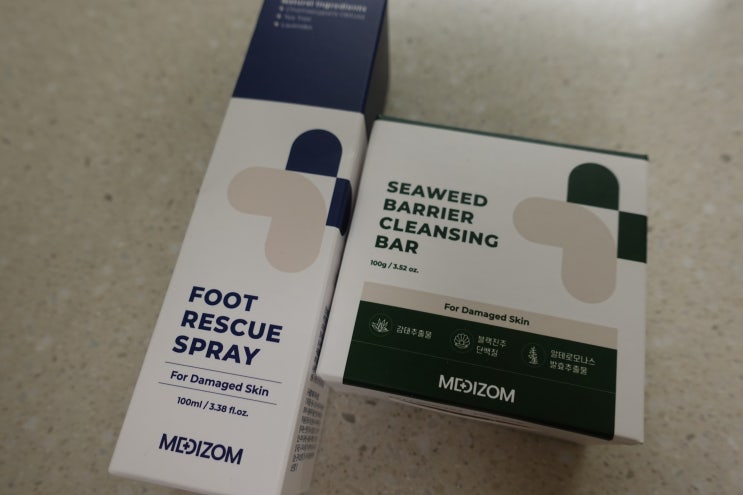 Natural Ingredients
Tea Tree
Lavender
FOOT
RESCUE
SPRAY
For Damaged Skin
100ml / 3.38 fl.oz.
MEDIZOM
SEAWEED
BARRIER
CLEANSING
BAR
100g / 3.52 oz.
For Damaged Skin
감태추출물
블랙진주
단백질
알테로모나스
발효추출물
MEDIZOM